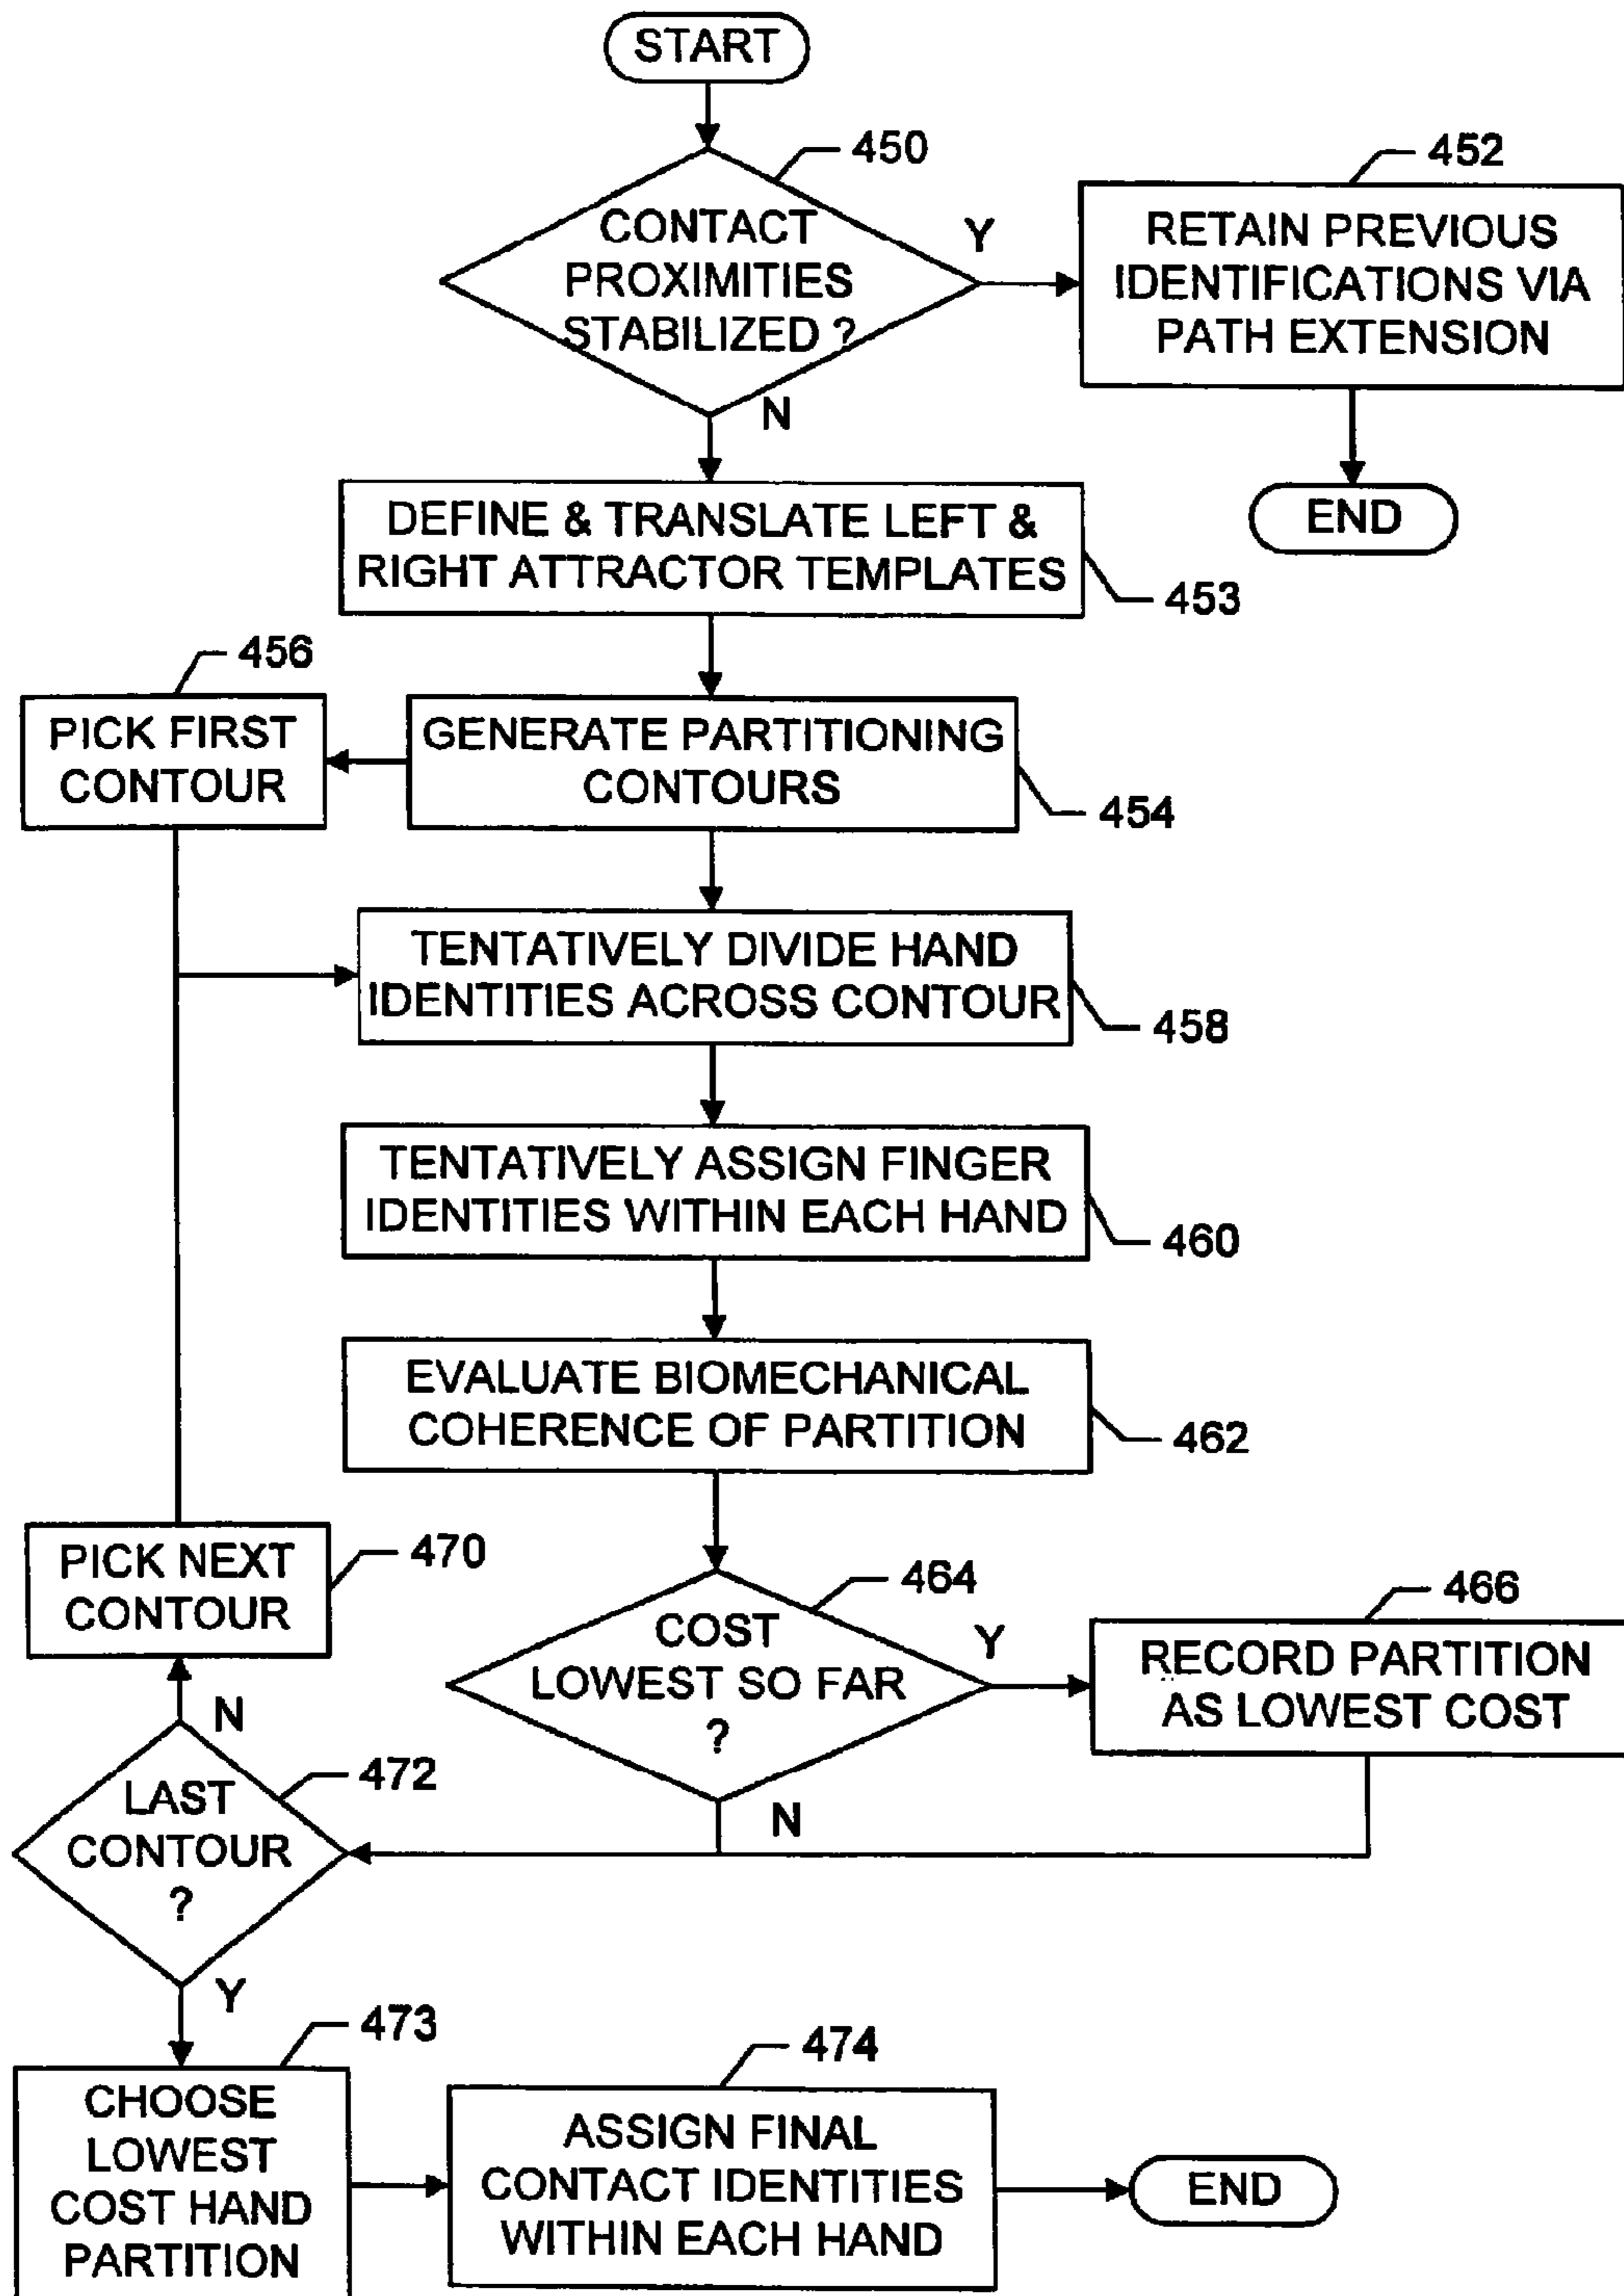 START
450
CONTACT
PROXIMITIES
STABILIZED ?
Y
N
452
RETAIN PREVIOUS
IDENTIFICATIONS VIA
PATH EXTENSION
END
DEFINE & TRANSLATE LEFT &
RIGHT ATTRACTOR TEMPLATES
453
456
PICK FIRST
CONTOUR
GENERATE PARTITIONING
CONTOURS
454
TENTATIVELY DIVIDE HAND
IDENTITIES ACROSS CONTOUR
458
TENTATIVELY ASSIGN FINGER
IDENTITIES WITHIN EACH HAND
460
EVALUATE BIOMECHANICAL
COHERENCE OF PARTITION
462
PICK NEXT
CONTOUR
470
464
COST
LOWEST SO FAR
?
Y
N
466
RECORD PARTITION
AS LOWEST COST
N
472
LAST
CONTOUR
?
Y
473
CHOOSE
LOWEST
COST HAND
PARTITION
474
ASSIGN FINAL
CONTACT IDENTITIES
WITHIN EACH HAND
END